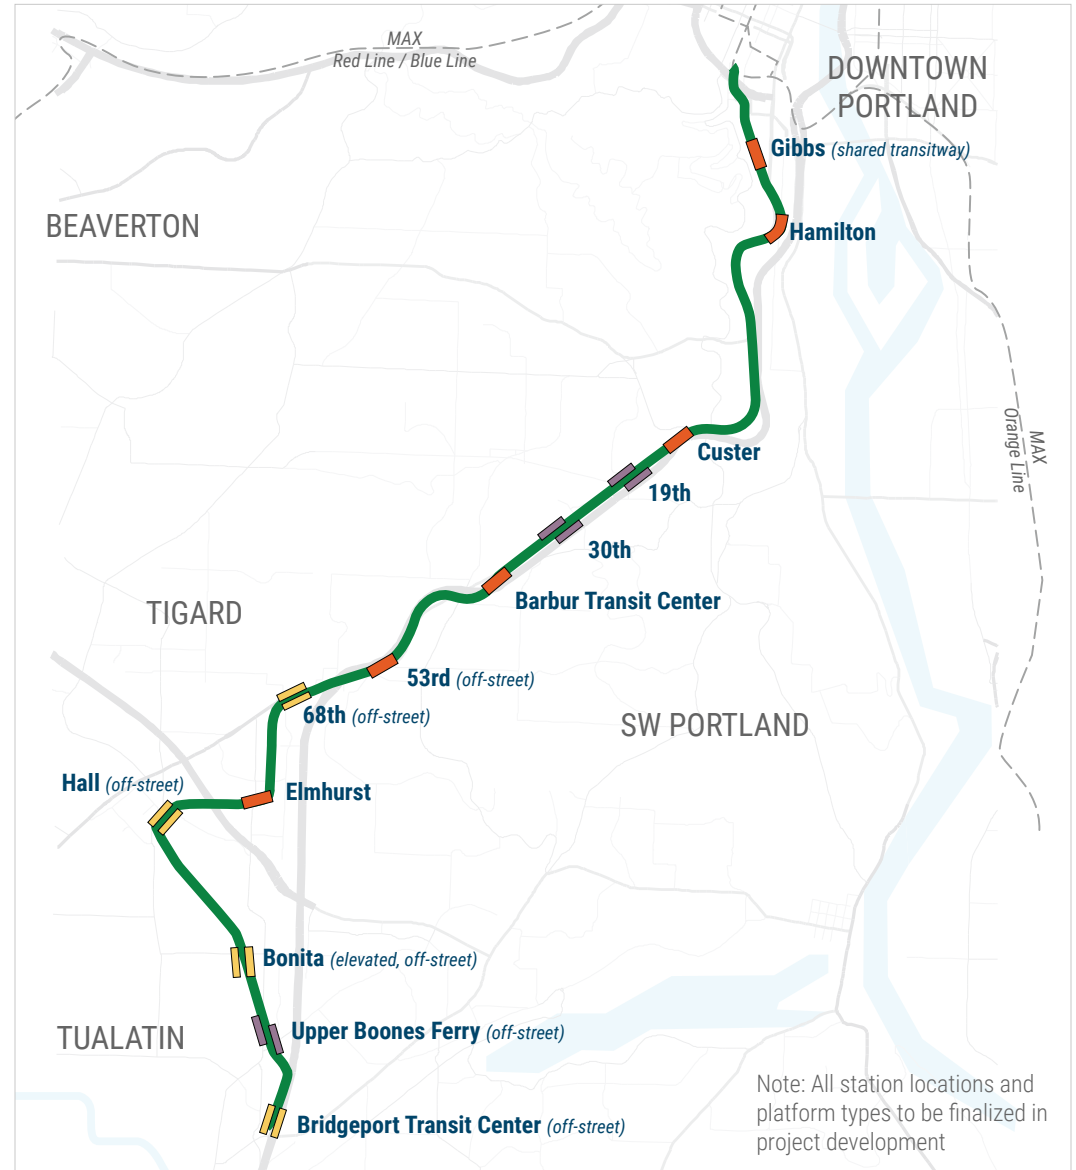 MAX
Red Line / Blue Line
DOWNTOWN
PORTLAND
Gibbs (shared transitway)
BEAVERTON
Hamilton
MAX
Orange Line
Custer
19th
30th
Barbur Transit Center
TIGARD
53rd (off-street)
68th (off-street)
SW PORTLAND
Hall (off-street)
Elmhurst
Bonita (elevated, off-street)
Upper Boones Ferry (off-street)
TUALATIN
Bridgeport Transit Center (off-street)
Note: All station locations and
platform types to be finalized in
project development